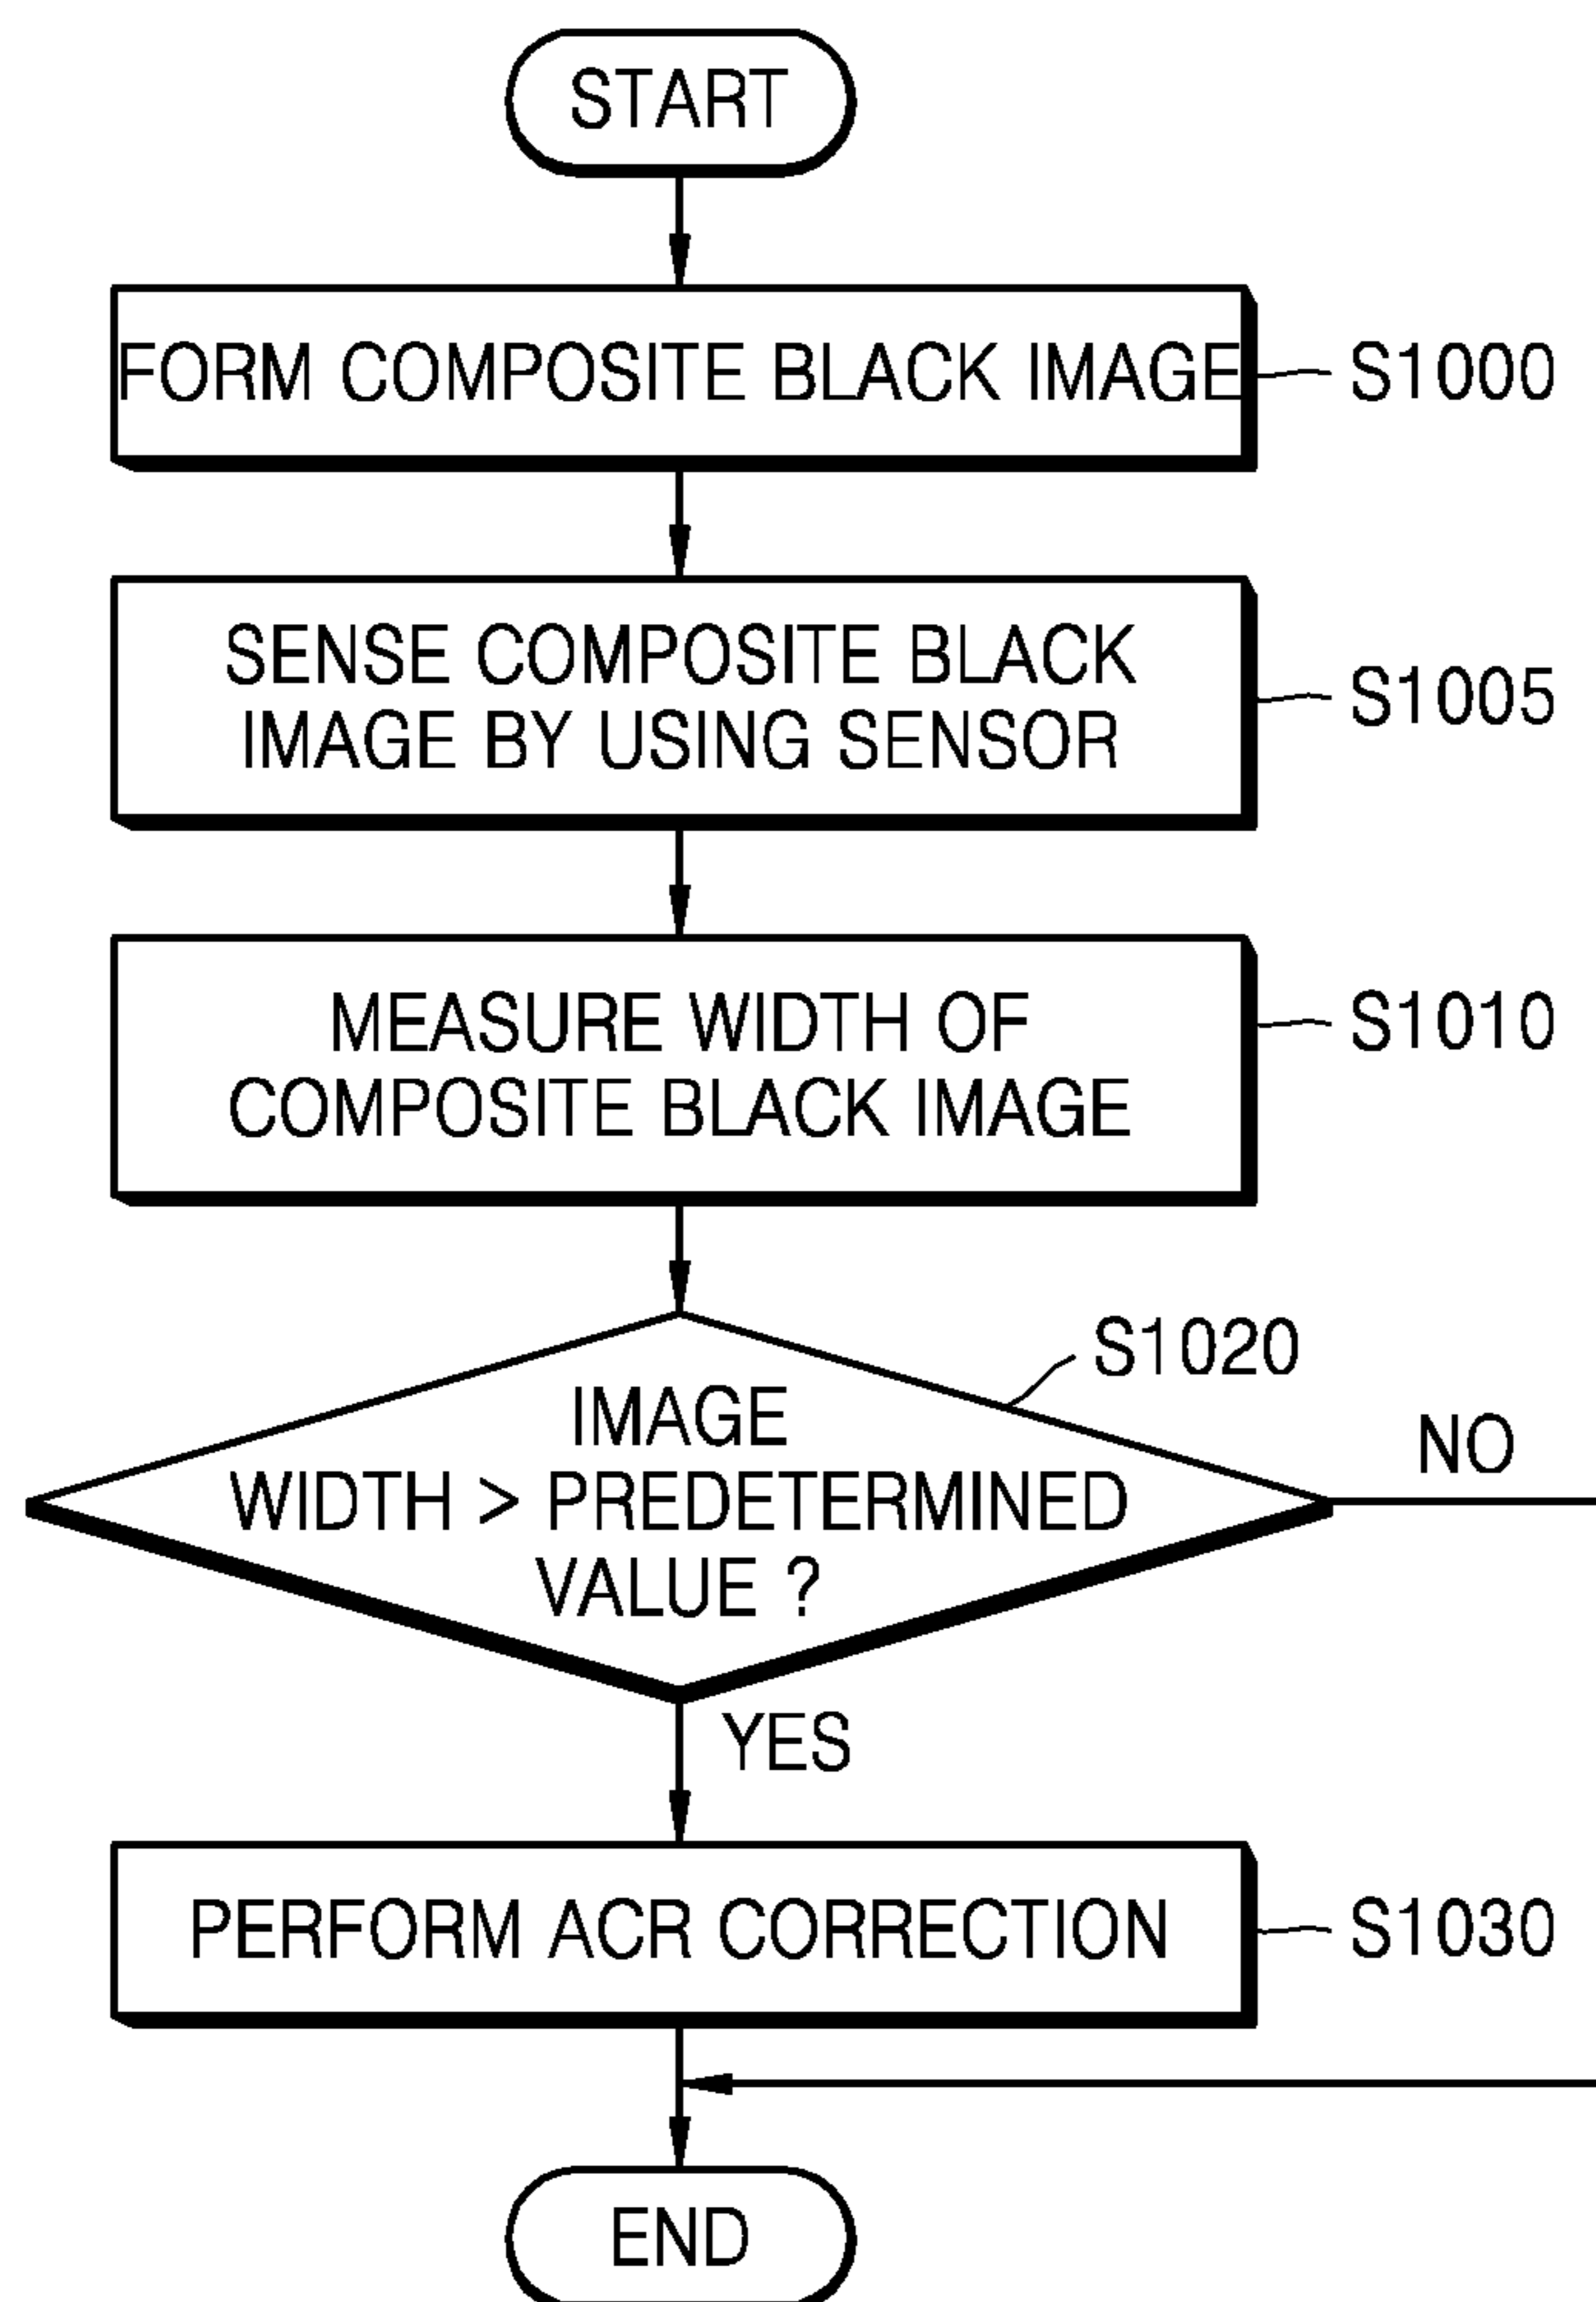 START
FORM COMPOSITE BLACK IMAGE
S1000
SENSE COMPOSITE BLACK
IMAGE BY USING SENSOR
S1005
MEASURE WIDTH OF
COMPOSITE BLACK IMAGE
S1010
S1020
IMAGE
WIDTH > PREDETERMINED
VALUE ?
NO
YES
PERFORM ACR CORRECTION
S1030
END